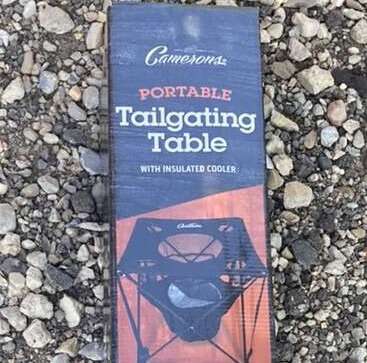 Camerons
PORTABLE
Tailgating
Table
WITH INSULATED COOLER